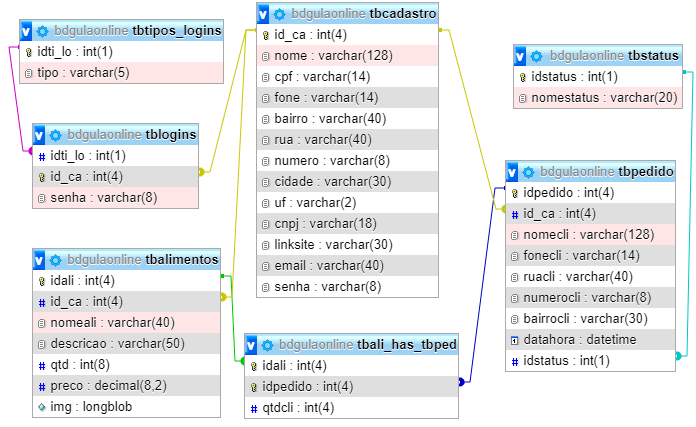 bdgulaonline tbtipos_logins
idti_lo : int(1)
tipo : varchar(5)
bdgulaonline tblogins
idti_lo : int(1)
id_ca : int(4)
senha : varchar(8)
bdgulaonline tbalimentos
idali : int(4)
id_ca : int(4)
nomeali : varchar(40)
descricao : varchar(50)
qtd : int(8)
preco : decimal(8,2)
img : longblob
bdgulaonline tbcadastro
id_ca : int(4)
nome : varchar(128)
cpf : varchar(14)
fone : varchar(14)
bairro : varchar(40)
rua : varchar(40)
numero : varchar(8)
cidade : varchar(30)
uf : varchar(2)
cnpj : varchar(18)
linksite : varchar(30)
email : varchar(40)
senha : varchar(8)
bdgulaonline tbali_has_tbped
idali : int(4)
idpedido : int(4)
qtdcli : int(4)
bdgulaonline tbstatus
idstatus : int(1)
nomestatus : varchar(20)
bdgulaonline tbpedido
idpedido : int(4)
id_ca : int(4)
nomecli : varchar(128)
fonecli : varchar(14)
ruacli : varchar(40)
numerocli : varchar(8)
bairrocli : varchar(30)
datahora : datetime
idstatus : int(1)